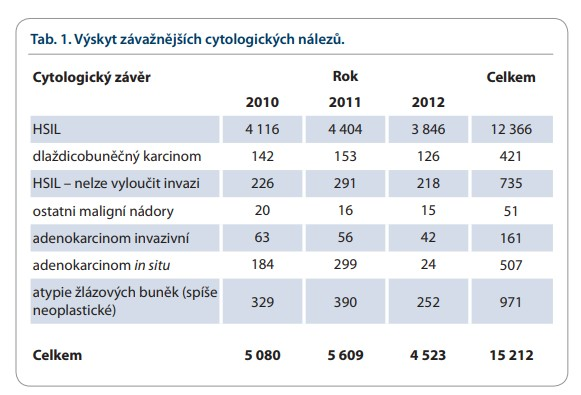 Tab. 1. Výskyt závažnějších cytologických nálezů.
Cytologický závěr Rok Celkem
2010 2011 2012
HSIL 4 116 4 404 3 846 12 366
dlaždicobuněčný karcinom 142 153 126 421
HSIL – nelze vyloučit invazi 226 291 218 735
ostatni maligní nádory 20 16 15 51
adenokarcinom invazivní 63 56 42 161
adenokarcinom in situ 184 299 24 507
atypie žlázových buněk (spíše
neoplastické) 329 390 252 971
Celkem 5 080 5 609 4 523 15 212